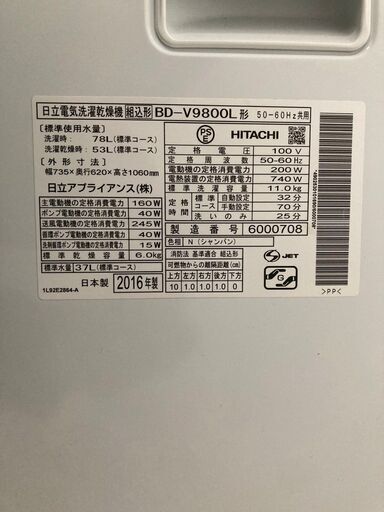 日立電気洗濯乾燥機 組込形 BD-V9800L形 50-60Hz共用
〔標準使用水量〕
洗濯時: 78L(標準コース)
洗濯乾燥時: 53L(標準コース)
〔外形寸法〕
幅735×奥行620×高さ1060mm
日立アプライアンス(株)
主電動機の定格消費電力 160W
ポンプ電動機の定格消費電力 40W
送風電動機の定格消費電力 245W
循環ポンプ電動機の定格消費電力 40W
洗剤循環ポンプ電動機の定格消費電力 15W
標準乾燥容量 6.0kg
標準水量 37L(標準コース)
日本製 2016年製
1L92E2864-A
PSE
HITACHI
定格電圧 100V
定格周波数 50-60Hz
電動機の定格消費電力 200W
電熱装置の定格消費電力 740W
標準洗濯容量 11.0kg
定格時間 標準コース 自動設定 32分
手動設定 70分
洗いのみ 25分
製造番号 6000708
色相 N(シャンパン)
消防法 基準適合 組込形
可燃物からの離隔距離(cm)
上方 左方 右方 前方 後方 下方
10 1.0 1.0 0 1.0 0
JET
G
>PP<